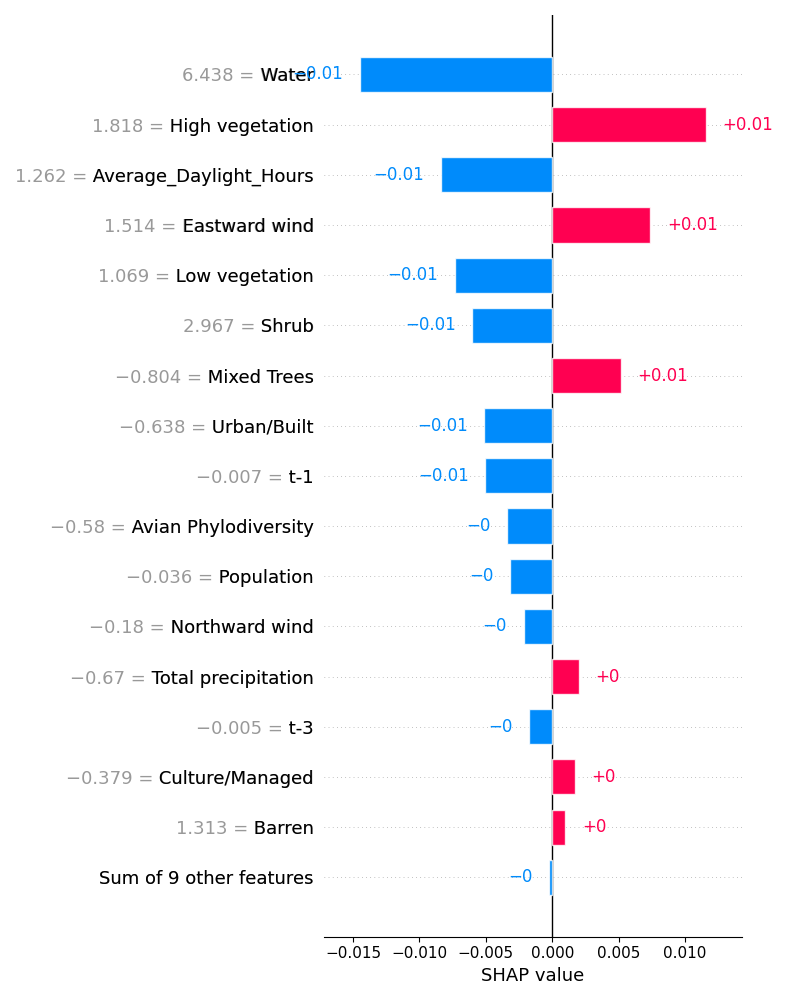 6.438 = Water −0.01
1.818 = High vegetation +0.01
1.262 = Average_Daylight_Hours −0.01
1.514 = Eastward wind +0.01
1.069 = Low vegetation −0.01
2.967 = Shrub −0.01
−0.804 = Mixed Trees +0.01
−0.638 = Urban/Built −0.01
−0.007 = t-1 −0.01
−0.58 = Avian Phylodiversity −0
−0.036 = Population −0
−0.18 = Northward wind −0
−0.67 = Total precipitation +0
−0.005 = t-3 −0
−0.379 = Culture/Managed +0
1.313 = Barren +0
Sum of 9 other features −0
−0.015 −0.010 −0.005 0.000 0.005 0.010
SHAP value